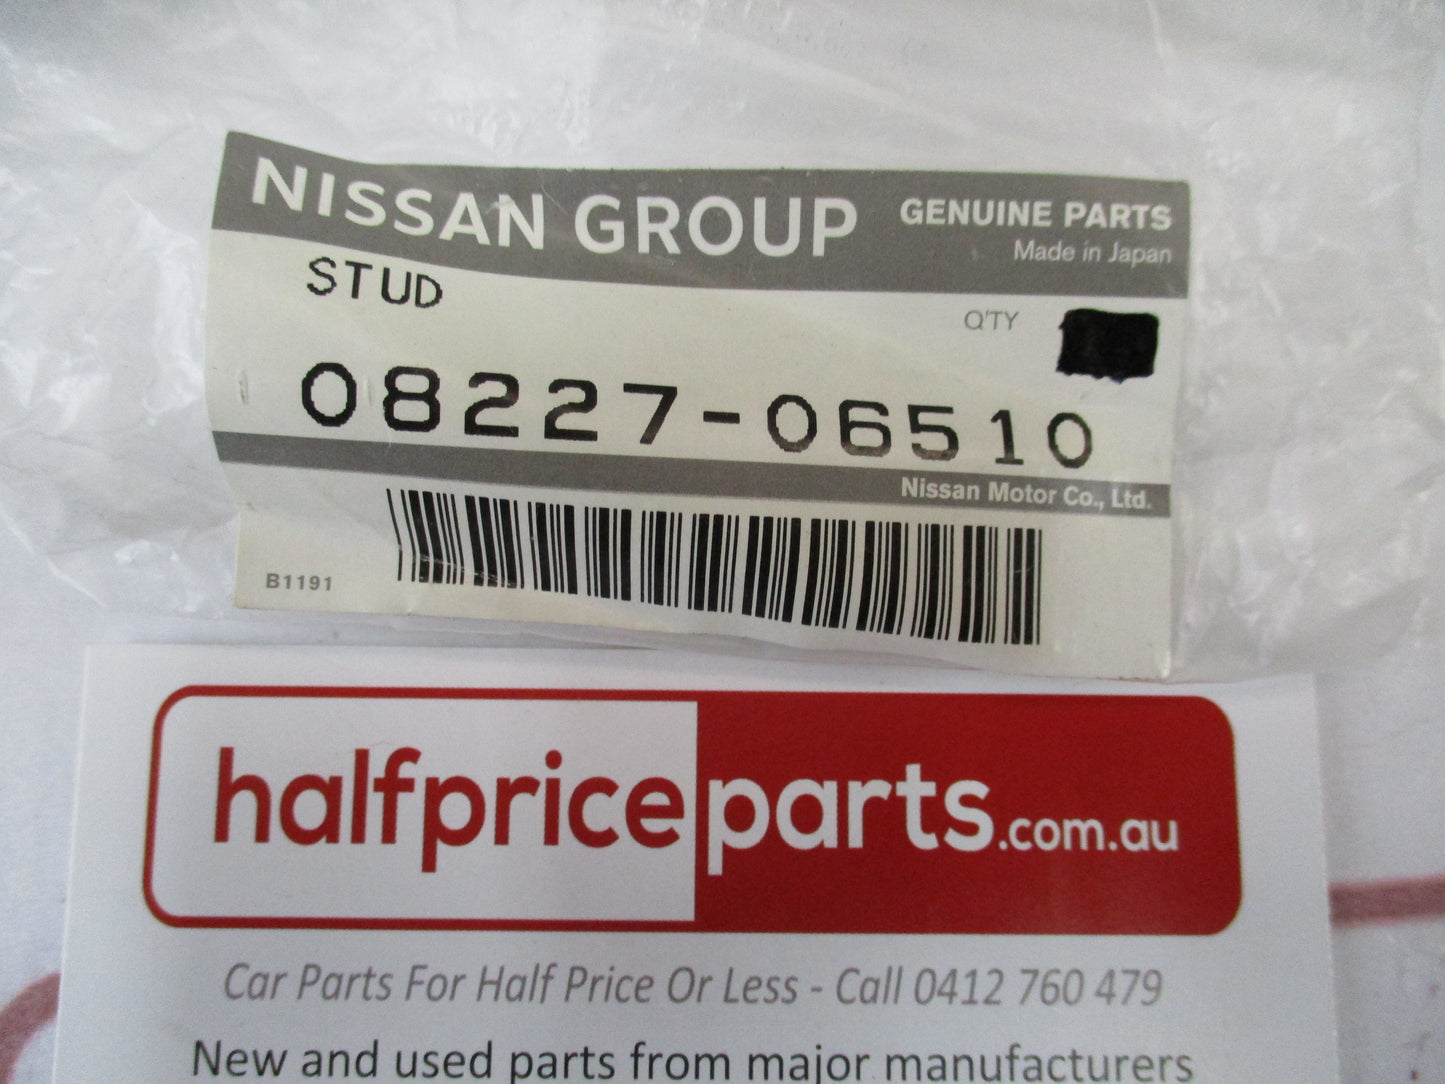 NISSAN GROUP
GENUINE PARTS
Made in Japan
STUD
Q'TY
08227-06510
Nissan Motor Co., Ltd.
B1191
halfpriceparts.com.au
Car Parts For Half Price Or Less - Call 0412 760 479
New and used parts from major manufacturers